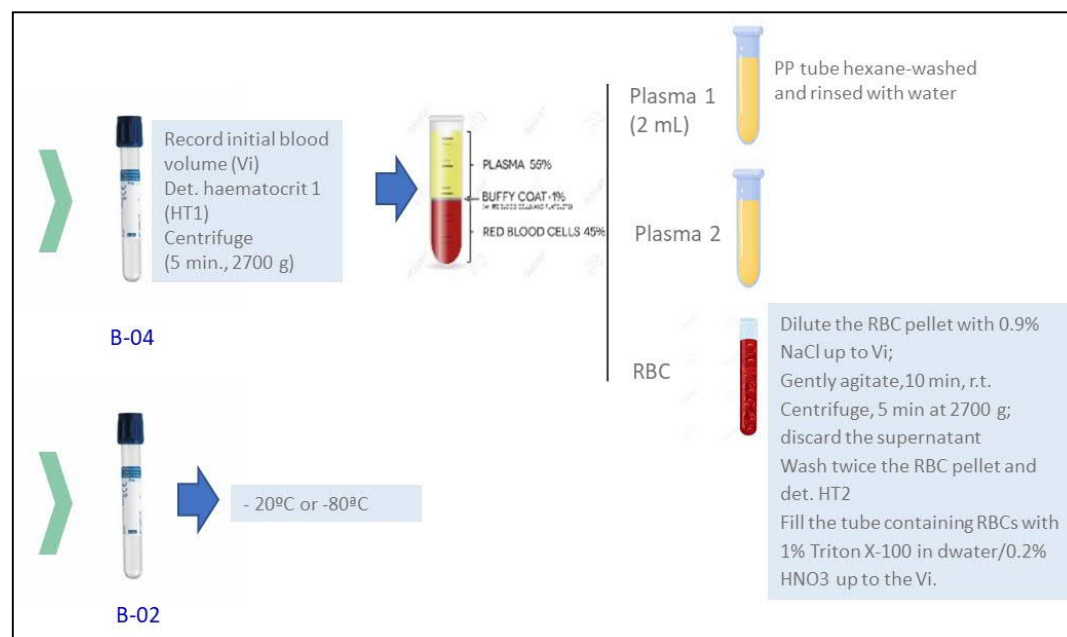 Record initial blood
volume (Vi)
Det. haematocrit 1
(HT1)
Centrifuge
(5 min., 2700 g)
B-04
PLASMA 55%
BUFFY COAT <1%
RED BLOOD CELLS 45%
Plasma 1
(2 mL)
PP tube hexane-washed
and rinsed with water
Plasma 2
RBC
Dilute the RBC pellet with 0.9%
NaCl up to Vi;
Gently agitate,10 min, r.t.
Centrifuge, 5 min at 2700 g;
discard the supernatant
Wash twice the RBC pellet and
det. HT2
Fill the tube containing RBCs with
1% Triton X-100 in dwater/0.2%
HNO3 up to the Vi.
B-02
- 20ºC or -80ªC